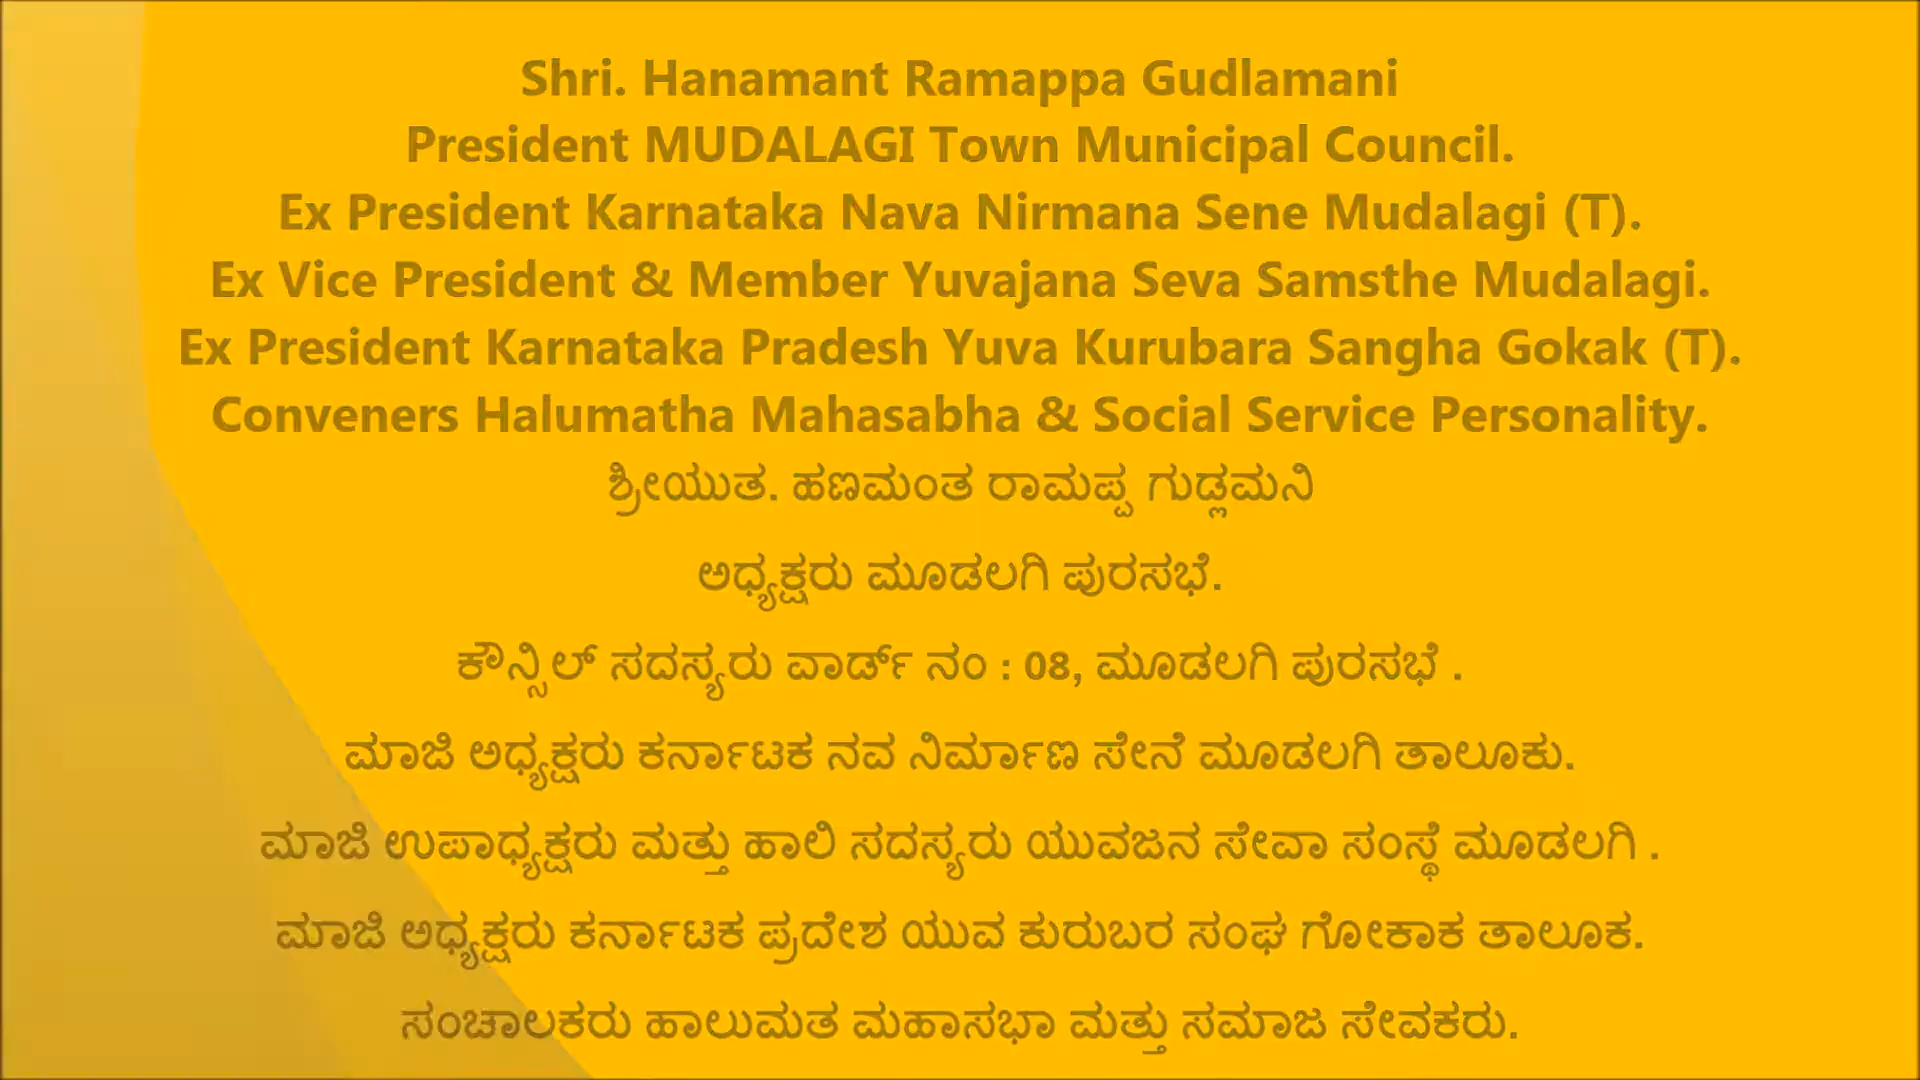 Shri. Hanamant Ramappa Gudlamani
President MUDALAGI Town Municipal Council.
Ex President Karnataka Nava Nirmana Sene Mudalagi (T).
Ex Vice President & Member Yuvajana Seva Samsthe Mudalagi.
Ex President Karnataka Pradesh Yuva Kurubara Sangha Gokak (T).
Conveners Halumatha Mahasabha & Social Service Personality.
ಶ್ರೀಯುತ. ಹಣಮಂತ ರಾಮಪ್ಪ ಗುಡ್ಲಮನಿ
ಅಧ್ಯಕ್ಷರು ಮೂಡಲಗಿ ಪುರಸಭೆ.
ಕೌನ್ಸಿಲ್ ಸದಸ್ಯರು ವಾರ್ಡ್ ನಂ : 08, ಮೂಡಲಗಿ ಪುರಸಭೆ .
ಮಾಜಿ ಅಧ್ಯಕ್ಷರು ಕರ್ನಾಟಕ ನವ ನಿರ್ಮಾಣ ಸೇನೆ ಮೂಡಲಗಿ ತಾಲೂಕು.
ಮಾಜಿ ಉಪಾಧ್ಯಕ್ಷರು ಮತ್ತು ಹಾಲಿ ಸದಸ್ಯರು ಯುವಜನ ಸೇವಾ ಸಂಸ್ಥೆ ಮೂಡಲಗಿ .
ಮಾಜಿ ಅಧ್ಯಕ್ಷರು ಕರ್ನಾಟಕ ಪ್ರದೇಶ ಯುವ ಕುರುಬರ ಸಂಘ ಗೋಕಾಕ ತಾಲೂಕ.
ಸಂಚಾಲಕರು ಹಾಲುಮತ ಮಹಾಸಭಾ ಮತ್ತು ಸಮಾಜ ಸೇವಕರು.